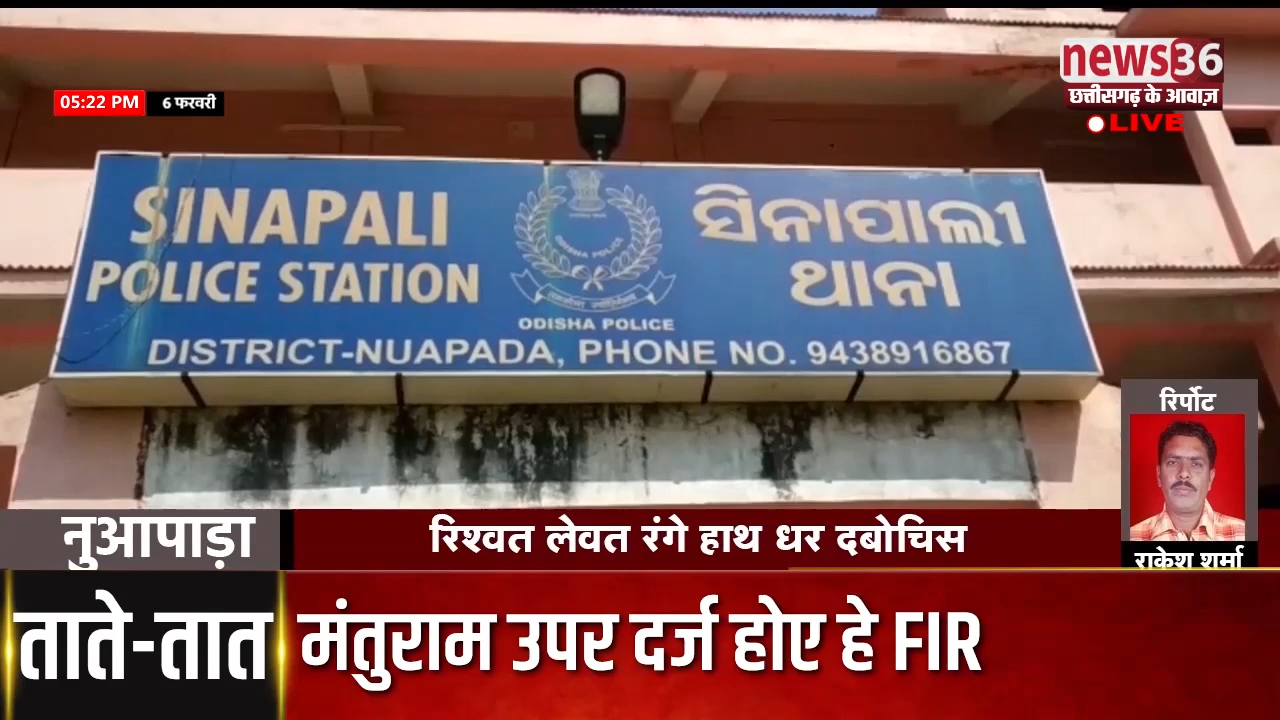 news36
छत्तीसगढ़ के आवाज़
LIVE
05:22 PM
6 फरवरी
SINAPALI
POLICE STATION
ସିନାପାଲୀ
ଥାନା
ODISHA POLICE
DISTRICT-NUAPADA, PHONE NO. 9438916867
रिर्पोट
राकेश शर्मा
नुआपाड़ा
रिश्वत लेवत रंगे हाथ धर दबोचिस
ताते-तात
मंतुराम उपर दर्ज होए हे FIR